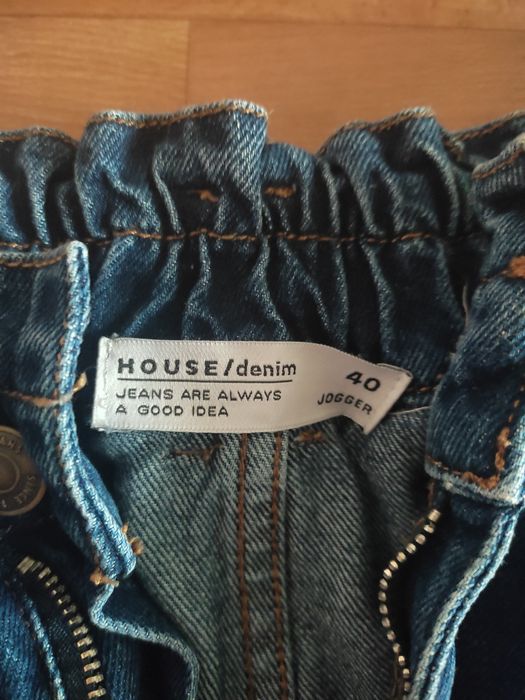 HOUSE/denim
JEANS ARE ALWAYS
A GOOD IDEA
40
JOGGER